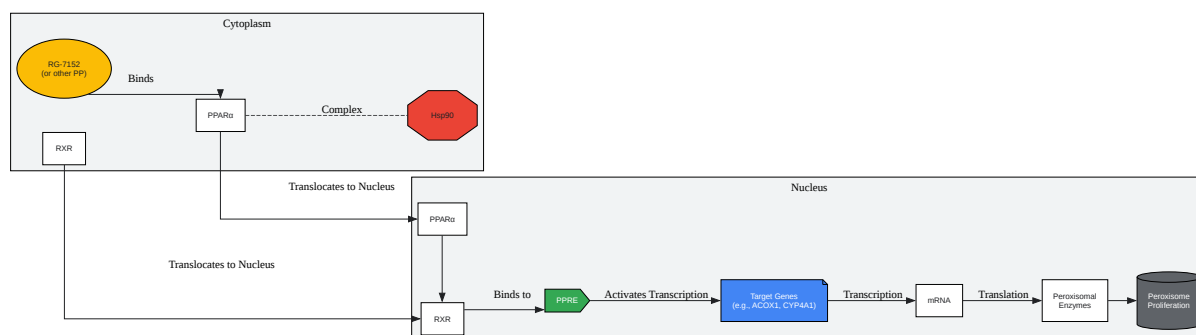 Cytoplasm
RG-7152
(or other PP)
Binds
PPARα
Complex
Hsp90
RXR
Translocates to Nucleus
Nucleus
PPARα
Translocates to Nucleus
RXR
Binds to
PPRE
Activates Transcription
Target Genes
(e.g., ACOX1, CYP4A1)
Transcription
mRNA
Translation
Peroxisomal
Enzymes
Peroxisome
Proliferation